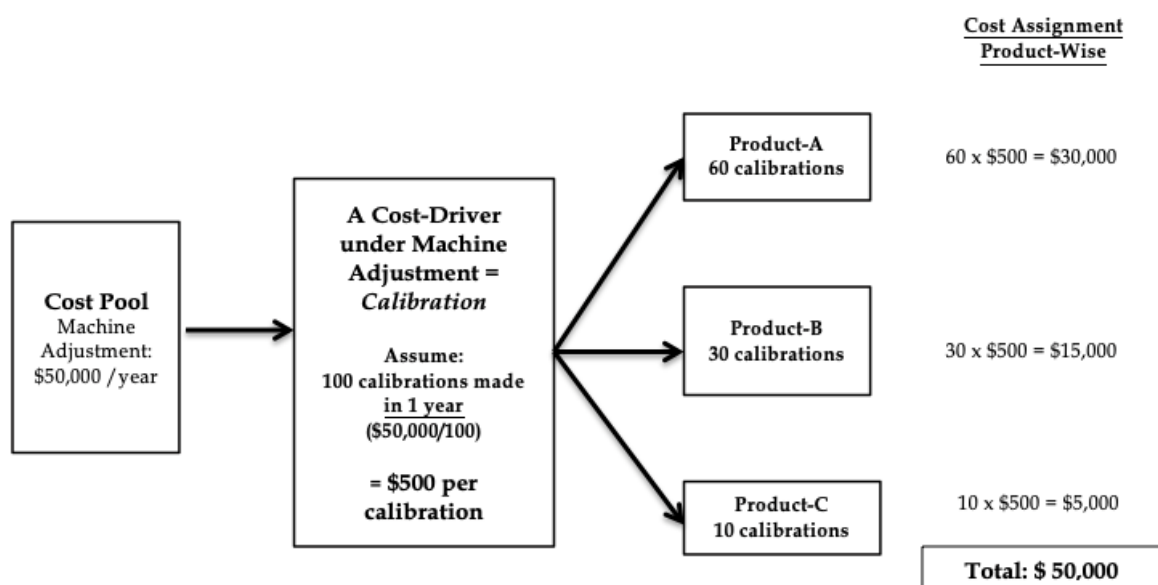 Cost Assignment
Product-Wise
Cost Pool
Machine
Adjustment:
$50,000 /year
A Cost-Driver
under Machine
Adjustment =
Calibration
Assume:
100 calibrations made
in 1 year
($50,000/100)
= $500 per
calibration
Product-A
60 calibrations
60 x $500 = $30,000
Product-B
30 calibrations
30 x $500 = $15,000
Product-C
10 calibrations
10 x $500 = $5,000
Total: $ 50,000